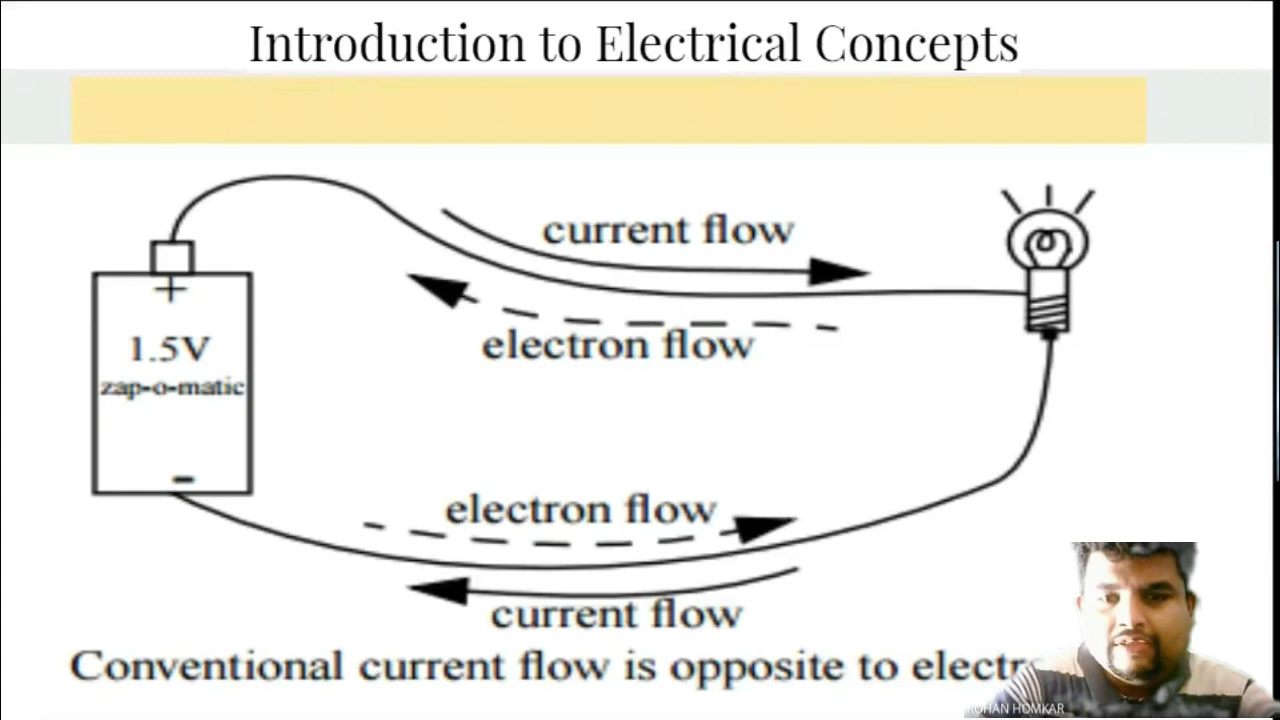 Introduction to Electrical Concepts
current flow
electron flow
+
1.5V
zap-o-matic
-
electron flow
current flow
Conventional current flow is opposite to
ROHAN HOMKAR